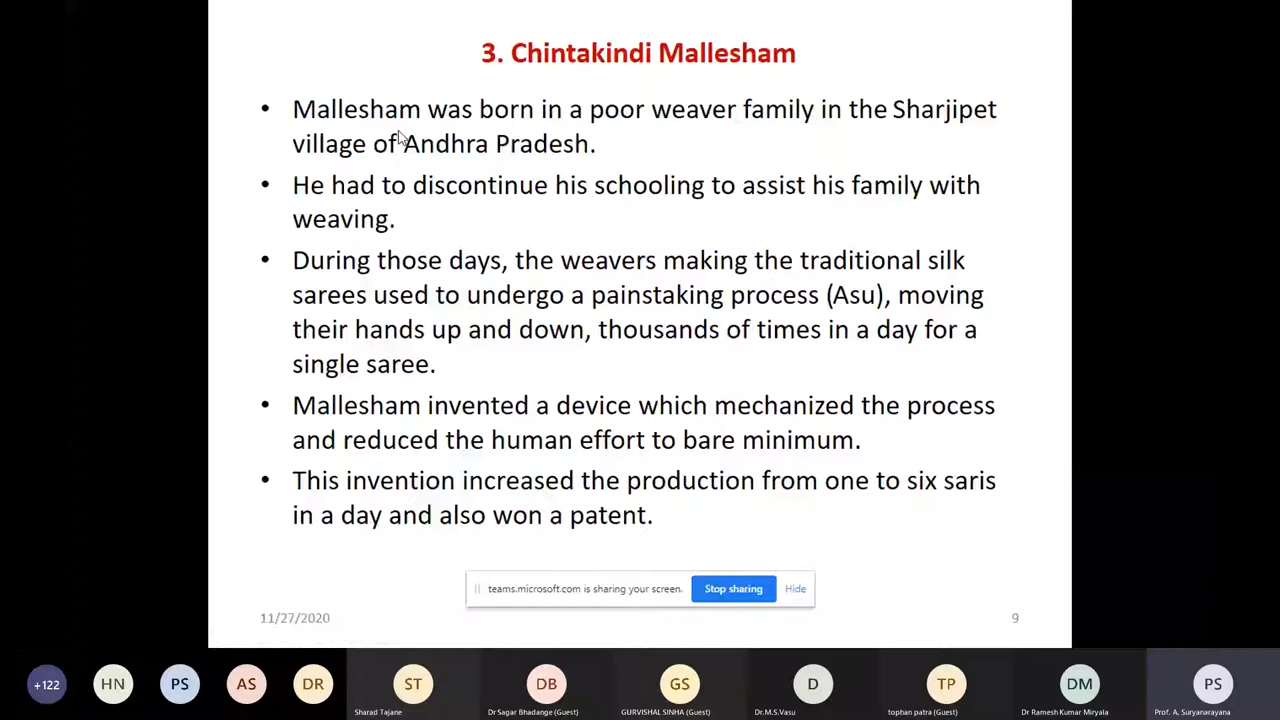 3. Chintakindi Mallesham
• Mallesham was born in a poor weaver family in the Sharjipet
village of Andhra Pradesh.
• He had to discontinue his schooling to assist his family with
weaving.
• During those days, the weavers making the traditional silk
sarees used to undergo a painstaking process (Asu), moving
their hands up and down, thousands of times in a day for a
single saree.
• Mallesham invented a device which mechanized the process
and reduced the human effort to bare minimum.
• This invention increased the production from one to six saris
in a day and also won a patent.
teams.microsoft.com is sharing your screen. Stop sharing Hide
11/27/2020 9
+122 HN PS AS DR ST DB GS D TP DM PS
Sharad Tajane Dr Sagar Bhadange (Guest) GURVISHAL SINHA (Guest) Dr.M.S.Vasu tophan patra (Guest) Dr Ramesh Kumar Miryala Prof. A. Suryanarayana